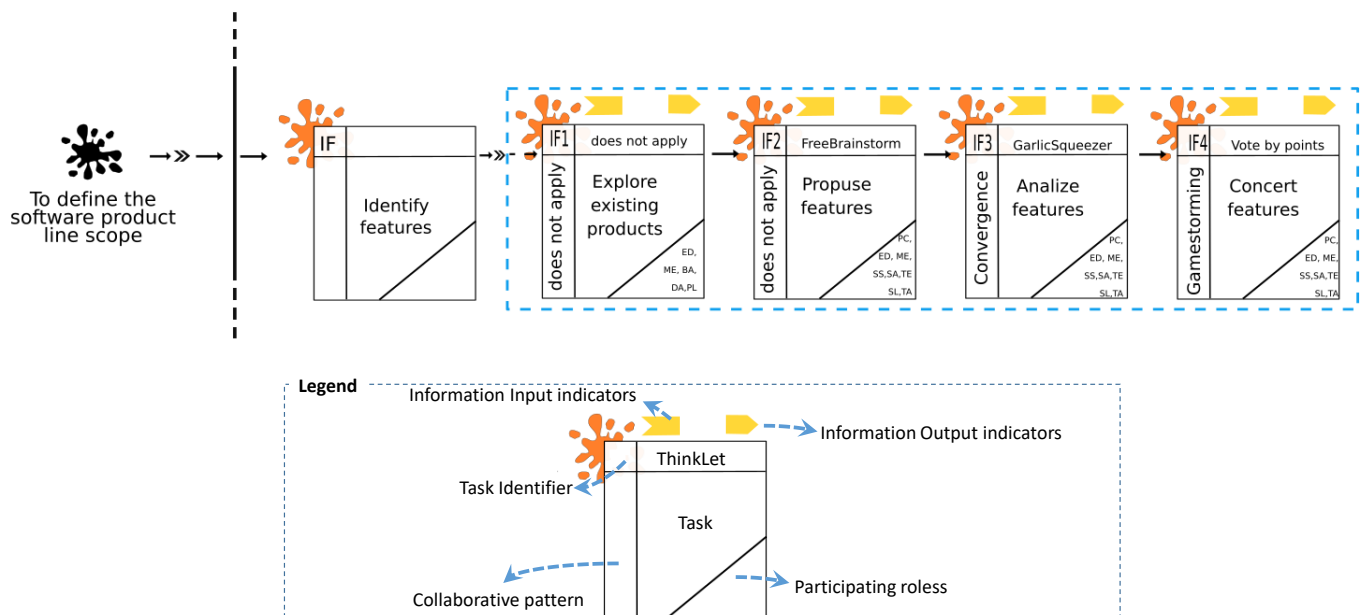 To define the
software product
line scope
IF
Identify
features
IF1
does not apply
does not apply
Explore
existing
products
ED,
ME, BA,
DA,PL
IF2
FreeBrainstorm
does not apply
Propuse
features
PC,
ED, ME,
SS,SA,TE
SL,TA
IF3
GarlicSqueezer
Convergence
Analize
features
PC,
ED, ME,
SS,SA,TE
SL,TA
IF4
Vote by points
Gamestorming
Concert
features
PC,
ED, ME,
SS,SA,TE
SL,TA
Legend
Information Input indicators
Information Output indicators
ThinkLet
Task Identifier
Task
Collaborative pattern
Participating roless